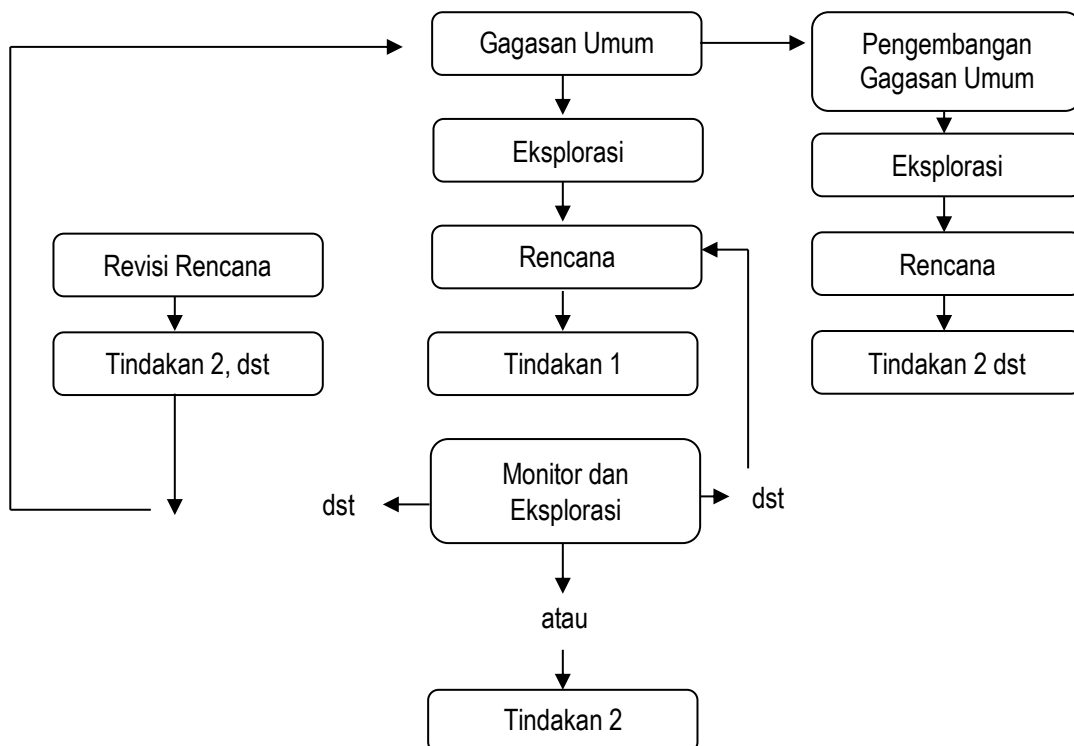 Gagasan Umum
Pengembangan
Gagasan Umum
Eksplorasi
Eksplorasi
Revisi Rencana
Rencana
Rencana
Tindakan 2, dst
Tindakan 1
Tindakan 2 dst
dst
Monitor dan
Eksplorasi
dst
atau
Tindakan 2